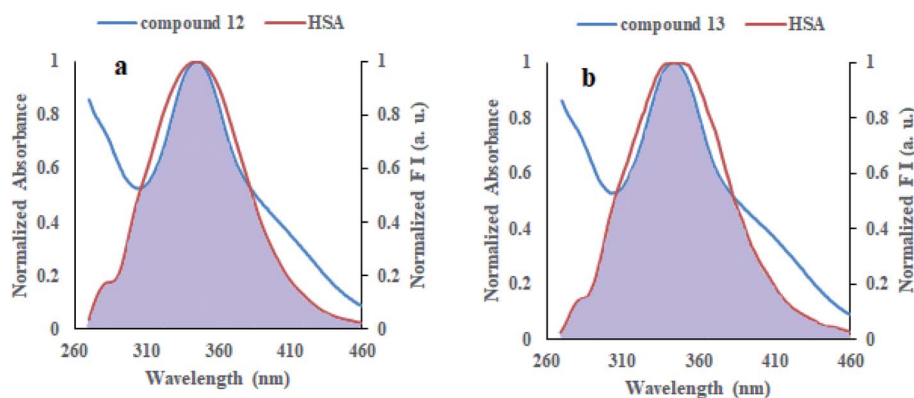 compound 12 HSA
a
1 1
0.8 0.8
0.6 0.6
0.4 0.4
0.2 0.2
0 0
260 310 360 410 460
Wavelength (nm)
Normalized Absorbance
Normalized F I (a. u.)
compound 13 HSA
b
1 1
0.8 0.8
0.6 0.6
0.4 0.4
0.2 0.2
0 0
260 310 360 410 460
Wavelength (nm)
Normalized Absorbance
Normalized F I (a. u.)